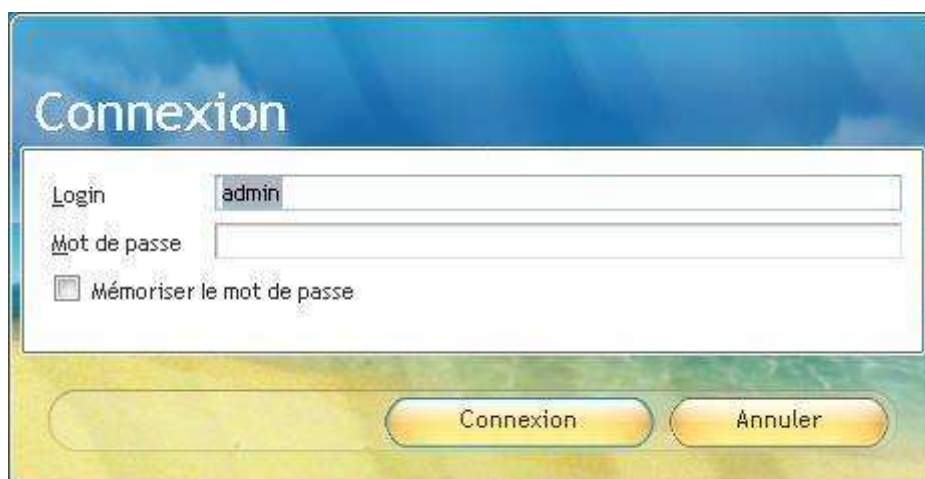 Connexion
Login admin
Mot de passe
Mémoriser le mot de passe
Connexion Annuler